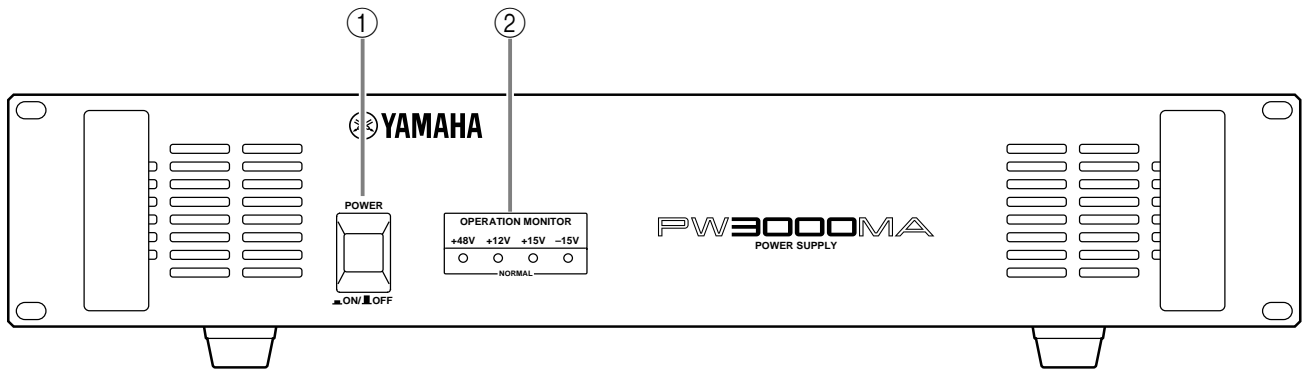 ① ②
YAMAHA
POWER
ON/ OFF
OPERATION MONITOR
+48V +12V +15V –15V
NORMAL
PW3000MA
POWER SUPPLY